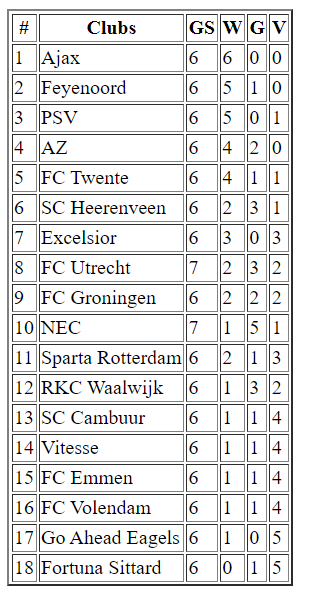 # Clubs GS W G V
1 Ajax 6 6 0 0
2 Feyenoord 6 5 1 0
3 PSV 6 5 0 1
4 AZ 6 4 2 0
5 FC Twente 6 4 1 1
6 SC Heerenveen 6 2 3 1
7 Excelsior 6 3 0 3
8 FC Utrecht 7 2 3 2
9 FC Groningen 6 2 2 2
10 NEC 7 1 5 1
11 Sparta Rotterdam 6 2 1 3
12 RKC Waalwijk 6 1 3 2
13 SC Cambuur 6 1 1 4
14 Vitesse 6 1 1 4
15 FC Emmen 6 1 1 4
16 FC Volendam 6 1 1 4
17 Go Ahead Eagels 6 1 0 5
18 Fortuna Sittard 6 0 1 5